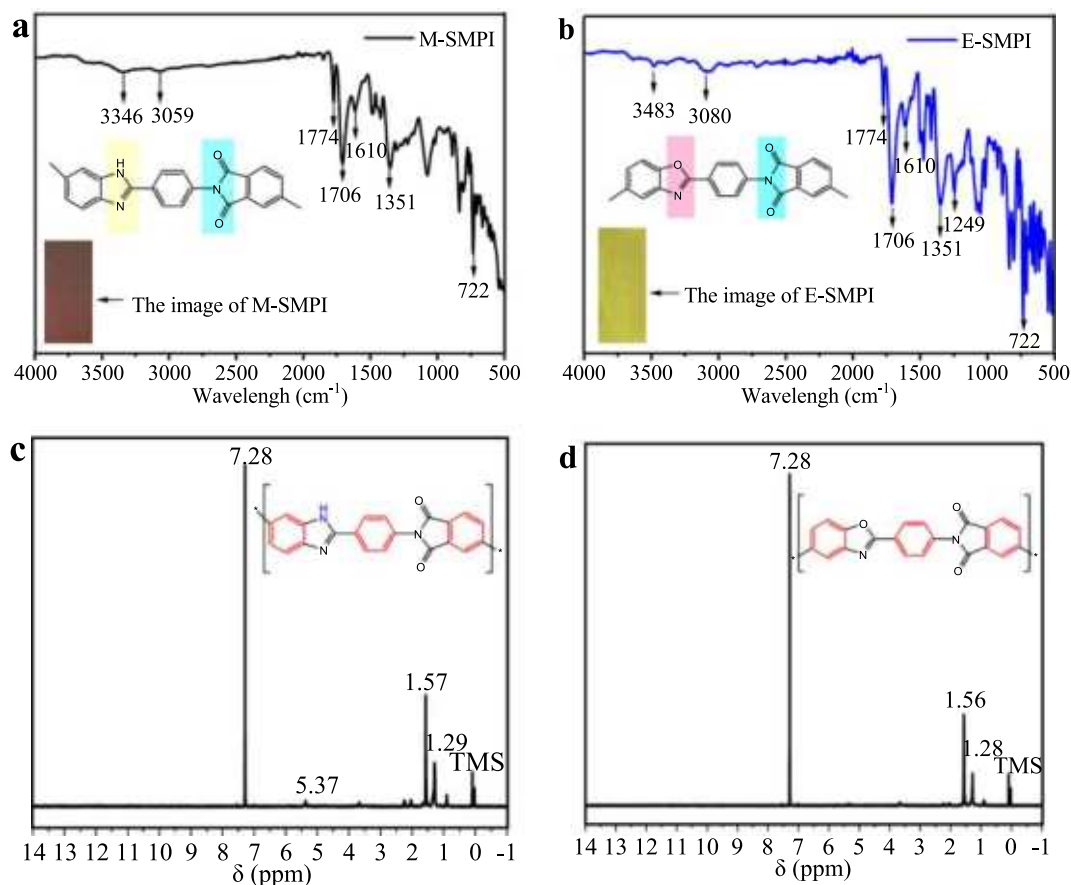 a
M-SMPI
3346
3059
1774
1610
1706
1351
722
H
N
N
N
O
O
The image of M-SMPI
4000 3500 3000 2500 2000 1500 1000 500
Wavelengh (cm⁻¹)
b
E-SMPI
3483
3080
1774
1610
1249
1706
1351
722
O
N
N
O
O
The image of E-SMPI
4000 3500 3000 2500 2000 1500 1000 500
Wavelengh (cm⁻¹)
c
7.28
H
N
N
N
O
O
*
*
1.57
1.29
TMS
5.37
14 13 12 11 10 9 8 7 6 5 4 3 2 1 0 -1
δ (ppm)
d
7.28
O
N
N
O
O
*
*
1.56
1.28
TMS
14 13 12 11 10 9 8 7 6 5 4 3 2 1 0 -1
δ (ppm)